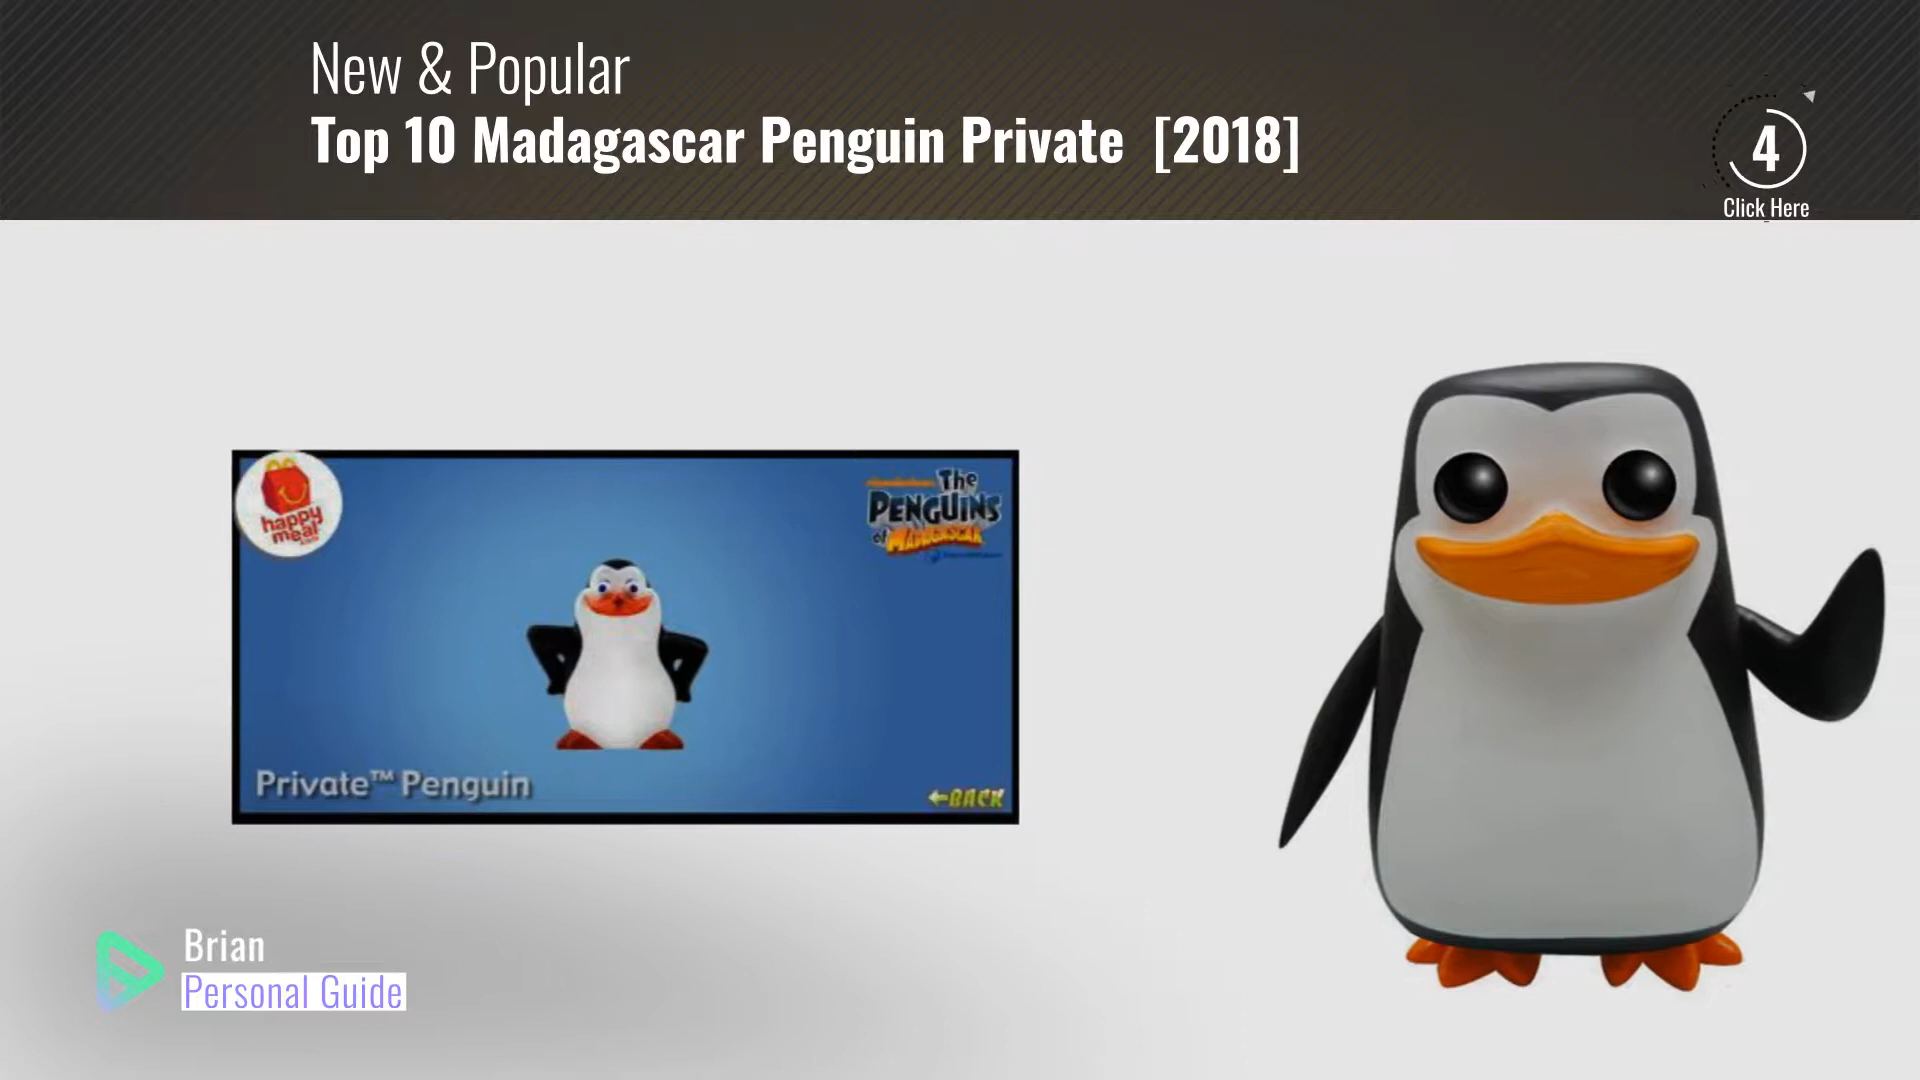 New & Popular
Top 10 Madagascar Penguin Private [2018]
4
Click Here
happy
meal
The
PENGUINS
of MADAGASCAR
Private™ Penguin
BACK
Brian
Personal Guide